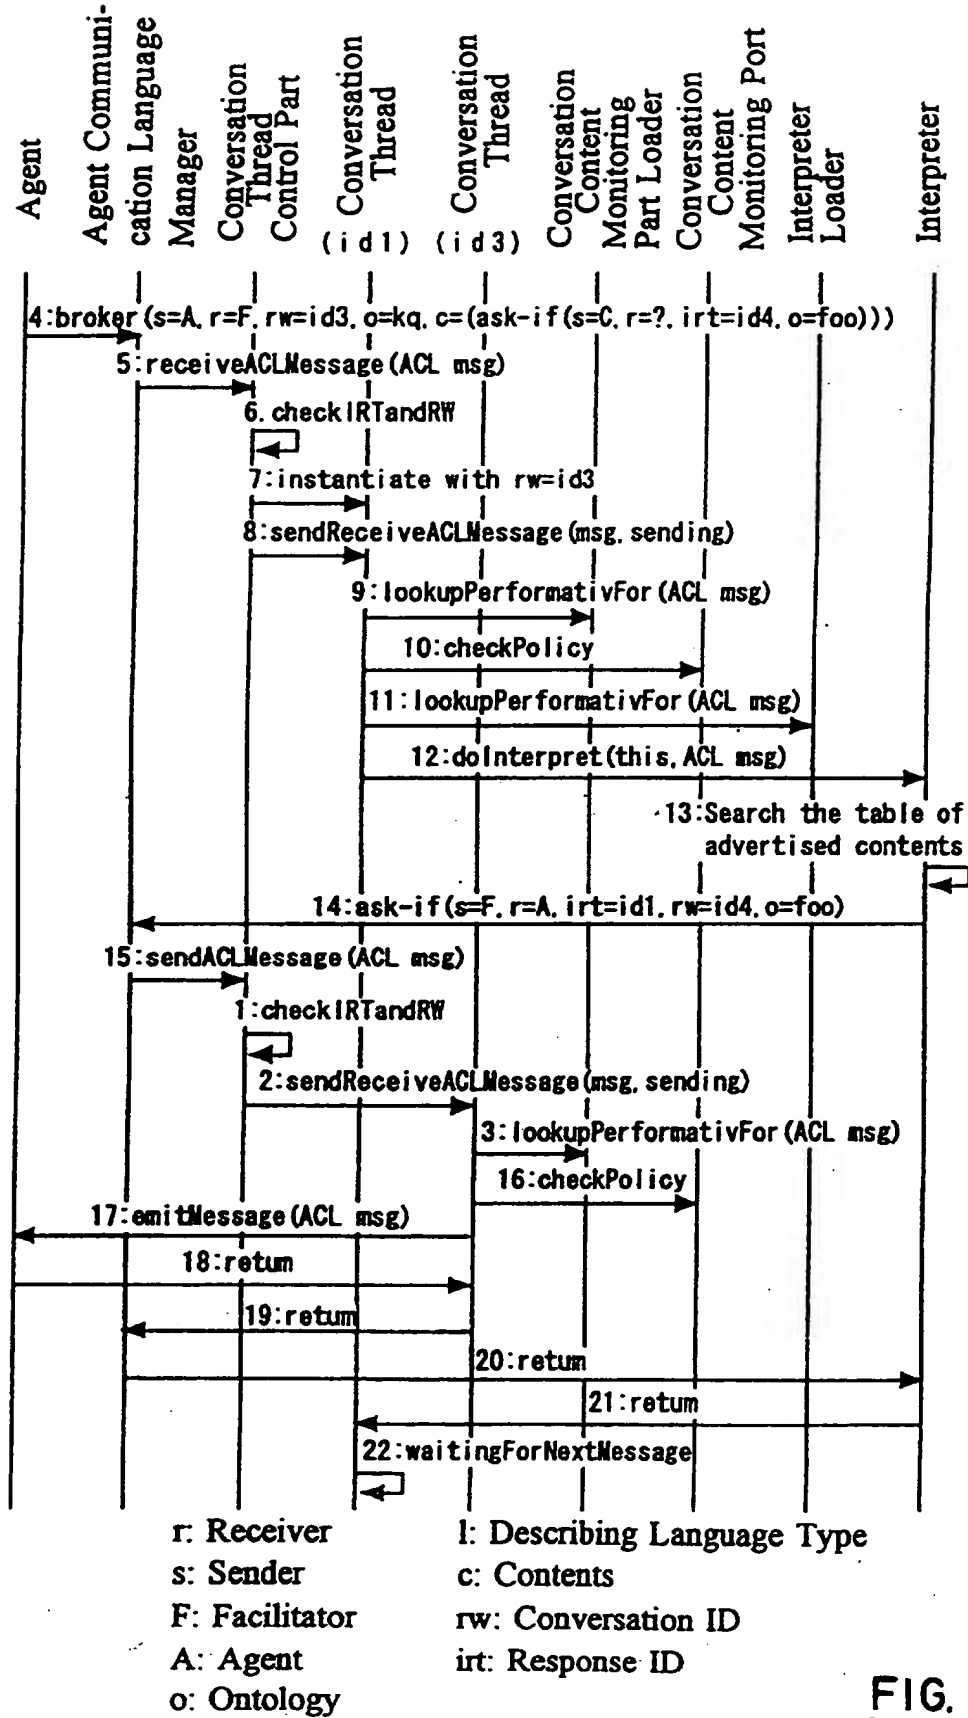 Agent
Agent Communi-
cation Language
Manager
Conversation
Thread
Control Part
Conversation
Thread
(id1)
Conversation
Thread
(id3)
Conversation
Content
Monitoring
Part Loader
Conversation
Content
Monitoring Port
Interpreter
Loader
Interpreter
4:broker(s=A, r=F, rw=id3, o=kq, c=(ask-if(s=C, r=?, irt=id4, o=foo)))
5:receiveACLMessage(ACL msg)
6.checkIRTandRW
7:instantiate with rw=id3
8:sendReceiveACLMessage(msg, sending)
9:lookupPerformativFor(ACL msg)
10:checkPolicy
11:lookupPerformativFor(ACL msg)
12:doInterpret(this, ACL msg)
13:Search the table of
advertised contents
14:ask-if(s=F, r=A, irt=id1, rw=id4, o=foo)
15:sendACLMessage(ACL msg)
1:checkIRTandRW
2:sendReceiveACLMessage(msg, sending)
3:lookupPerformativFor(ACL msg)
16:checkPolicy
17:emitMessage(ACL msg)
18:return
19:return
20:return
21:return
22:waitingForNextMessage
r: Receiver
s: Sender
F: Facilitator
A: Agent
o: Ontology
l: Describing Language Type
c: Contents
rw: Conversation ID
irt: Response ID
FIG.